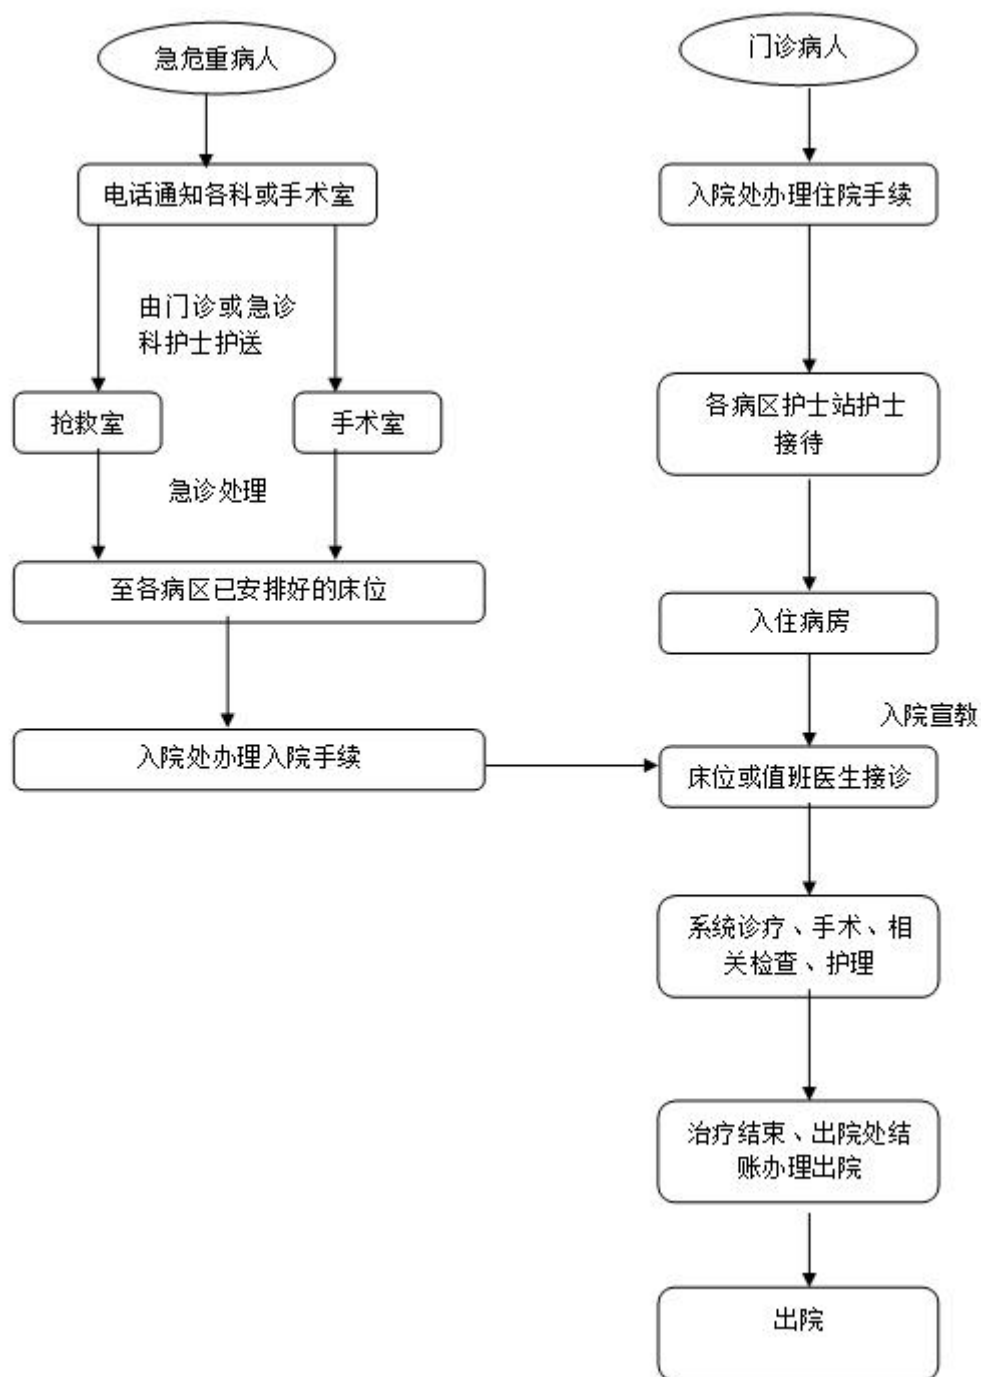 急危重病人
电话通知各科或手术室
由门诊或急诊
科护士护送
抢救室
手术室
急诊处理
至各病区已安排好的床位
入院处办理入院手续
门诊病人
入院处办理住院手续
各病区护士站护士
接待
入住病房
入院宣教
床位或值班医生接诊
系统诊疗、手术、相
关检查、护理
治疗结束、出院处结
账办理出院
出院